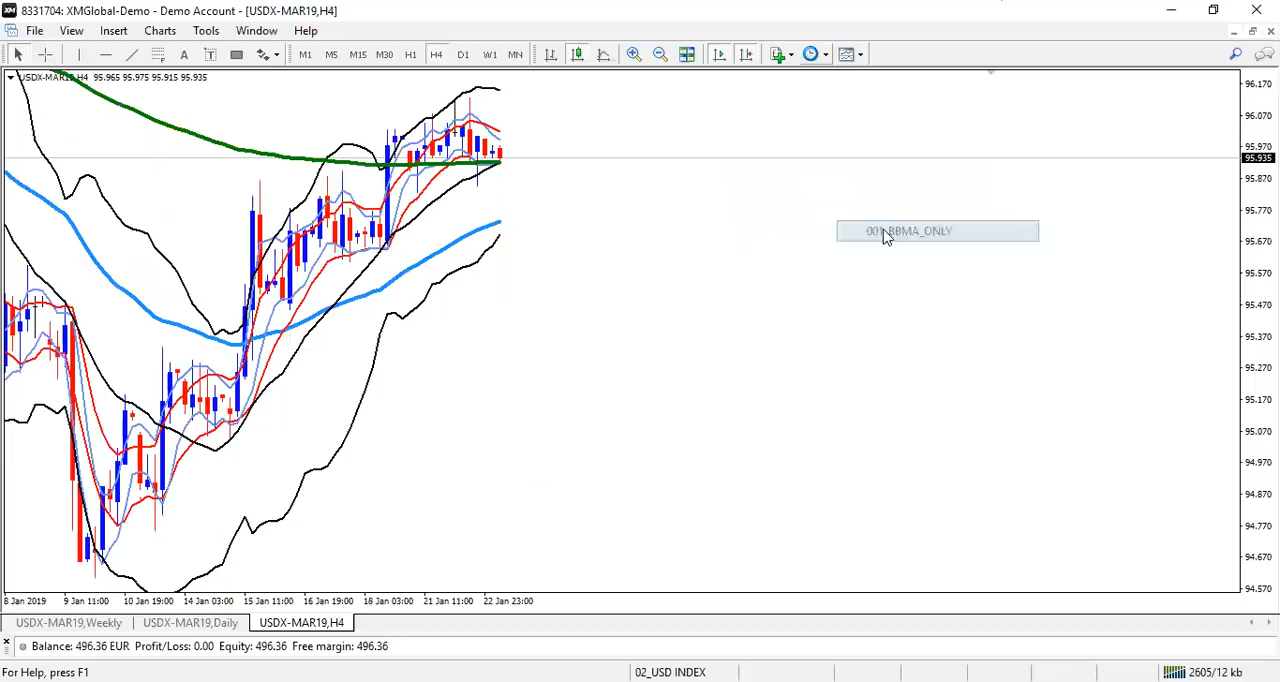 8331704: XMGlobal-Demo - Demo Account - [USDX-MAR19,H4]
File View Insert Charts Tools Window Help
A T M1 M5 M15 M30 H1 H4 D1 W1 MN
USDX-MAR19,H4 95.965 95.975 95.915 95.935
96.170
96.070
95.970
95.935
95.870
95.770
95.670
95.570
95.470
95.370
95.270
95.170
95.070
94.970
94.870
94.770
94.670
94.570
001 BBMA_ONLY
8 Jan 2019 9 Jan 11:00 10 Jan 19:00 14 Jan 03:00 15 Jan 11:00 16 Jan 19:00 18 Jan 03:00 21 Jan 11:00 22 Jan 23:00
USDX-MAR19,Weekly USDX-MAR19,Daily USDX-MAR19,H4
Balance: 496.36 EUR Profit/Loss: 0.00 Equity: 496.36 Free margin: 496.36
For Help, press F1 02_USD INDEX 2605/12 kb